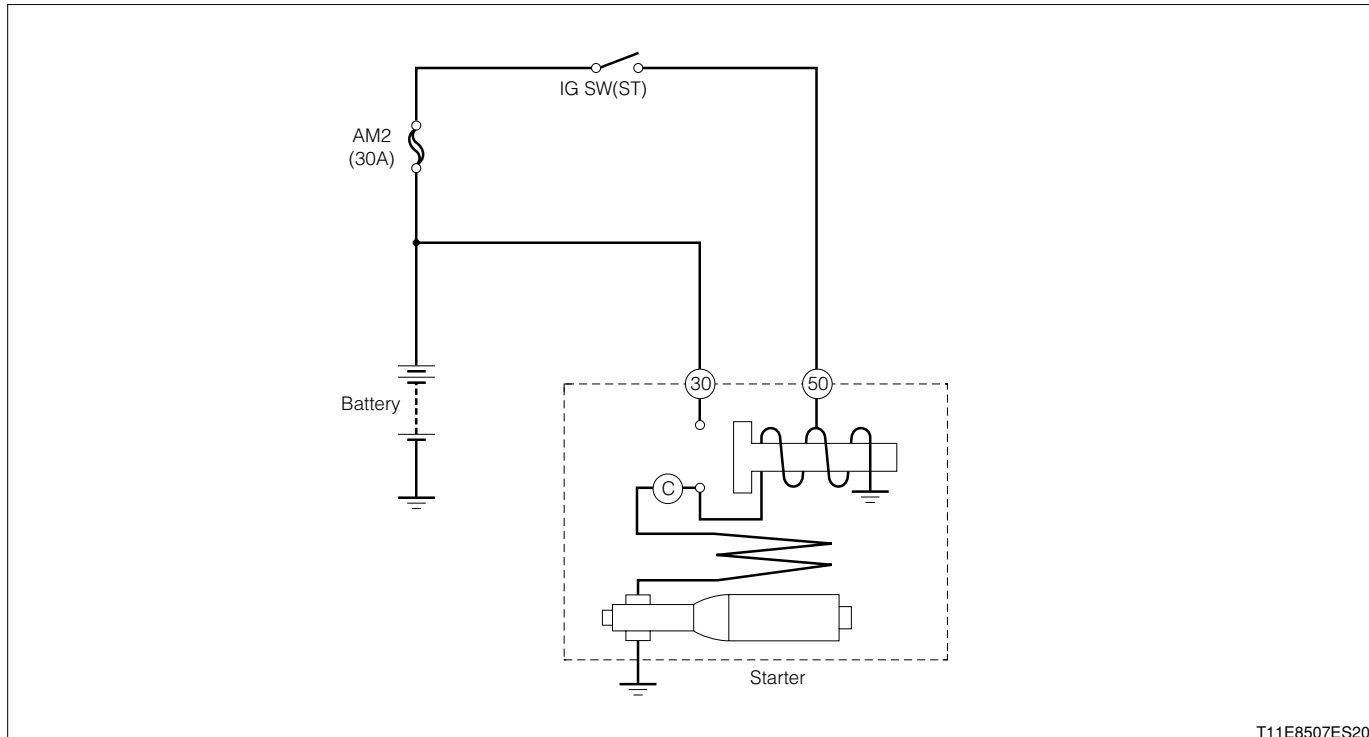 IG SW(ST)
AM2
(30A)
30
50
Battery
C
Starter
T11E8507ES20